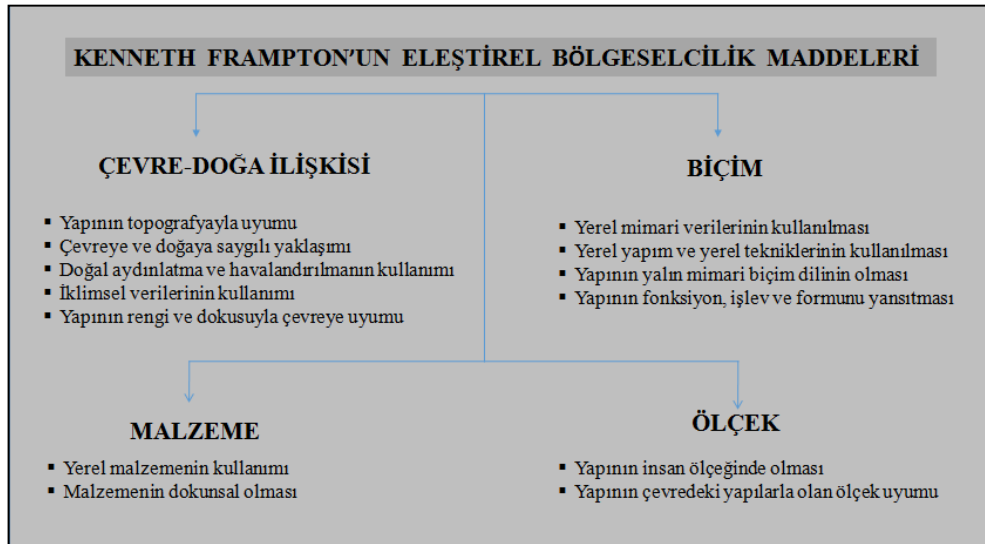 KENNETH FRAMPTON'UN ELEŞTİREL BÖLGESELCİLİK MADDELERİ
ÇEVRE-DOĞA İLİŞKİSİ
▪ Yapının topografyayla uyumu
▪ Çevreye ve doğaya saygılı yaklaşımı
▪ Doğal aydınlatma ve havalandırılmanın kullanımı
▪ İklimsel verilerinin kullanımı
▪ Yapının rengi ve dokusuyla çevreye uyumu
BİÇİM
▪ Yerel mimari verilerinin kullanılması
▪ Yerel yapım ve yerel tekniklerinin kullanılması
▪ Yapının yalın mimari biçim dilinin olması
▪ Yapının fonksiyon, işlev ve formunu yansıtması
MALZEME
▪ Yerel malzemenin kullanımı
▪ Malzemenin dokunsal olması
ÖLÇEK
▪ Yapının insan ölçeğinde olması
▪ Yapının çevredeki yapılarla olan ölçek uyumu